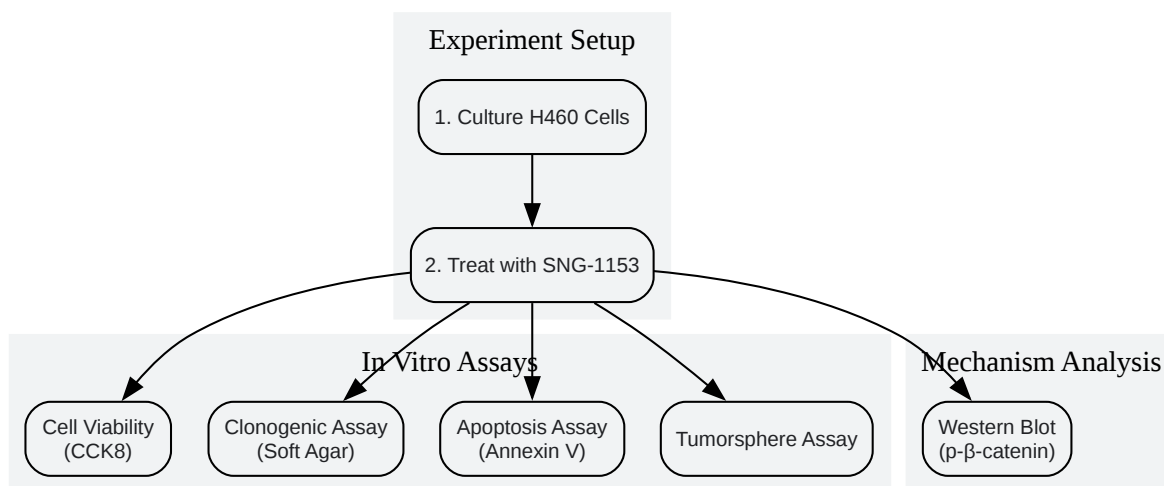 Experiment Setup
1. Culture H460 Cells
2. Treat with SNG-1153
In Vitro Assays
Mechanism Analysis
Cell Viability
(CCK8)
Clonogenic Assay
(Soft Agar)
Apoptosis Assay
(Annexin V)
Tumorsphere Assay
Western Blot
(p-β-catenin)